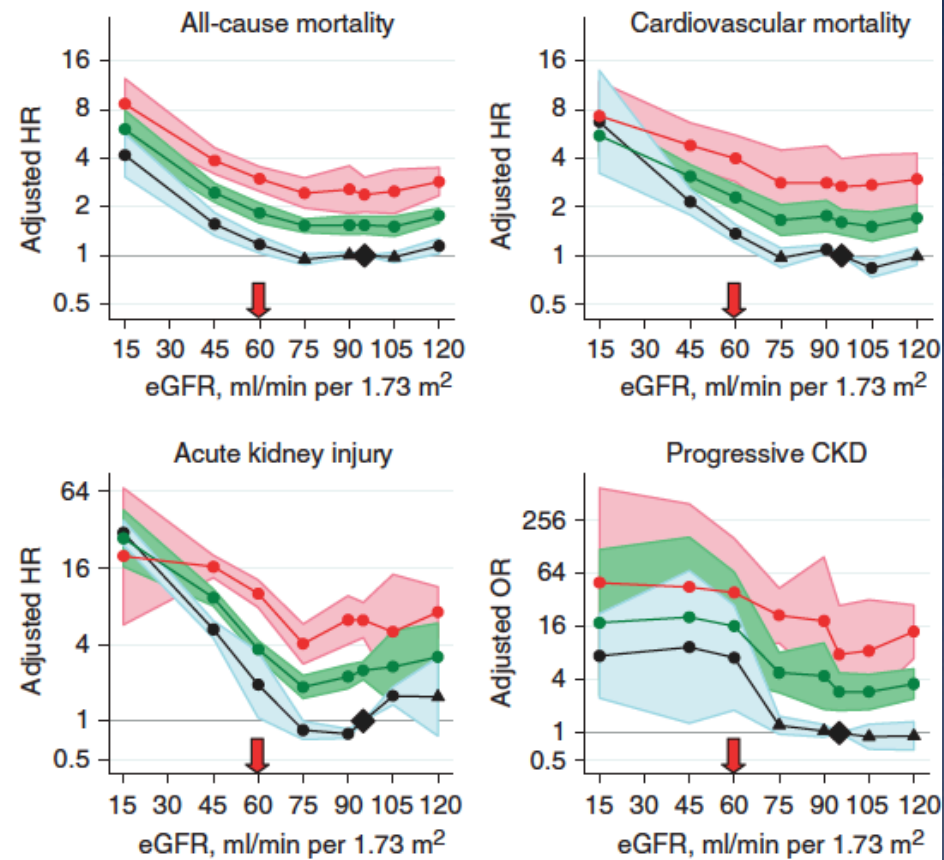 All-cause mortality
Adjusted HR
16
8
4
2
1
0.5
15 30 45 60 75 90 105 120
eGFR, ml/min per 1.73 m²
Cardiovascular mortality
Adjusted HR
16
8
4
2
1
0.5
15 30 45 60 75 90 105 120
eGFR, ml/min per 1.73 m²
Acute kidney injury
Adjusted HR
64
16
4
1
0.5
15 30 45 60 75 90 105 120
eGFR, ml/min per 1.73 m²
Progressive CKD
Adjusted OR
256
64
16
4
1
0.5
15 30 45 60 75 90 105 120
eGFR, ml/min per 1.73 m²